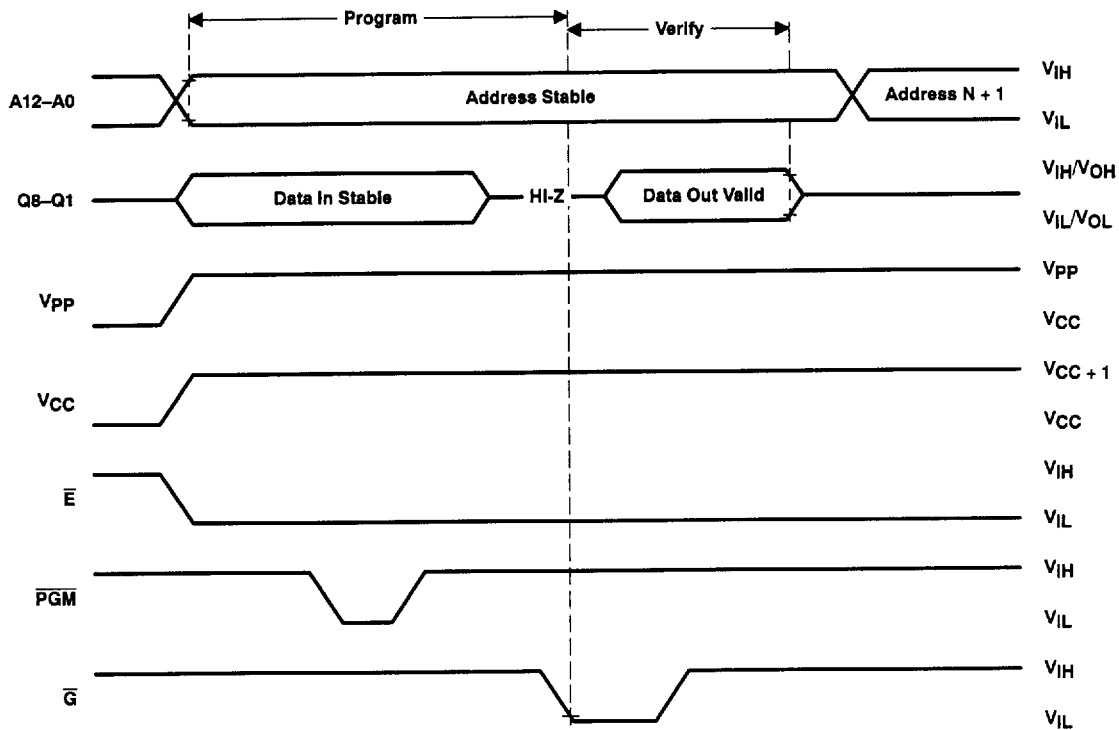 Program
Verify
A12–A0
Address Stable
Address N + 1
VIH
VIL
Q8–Q1
Data In Stable
HI-Z
Data Out Valid
VIH/VOH
VIL/VOL
VPP
VPP
VCC
VCC
VCC + 1
VCC
E̅
VIH
VIL
P̅G̅M̅
VIH
VIL
G̅
VIH
VIL